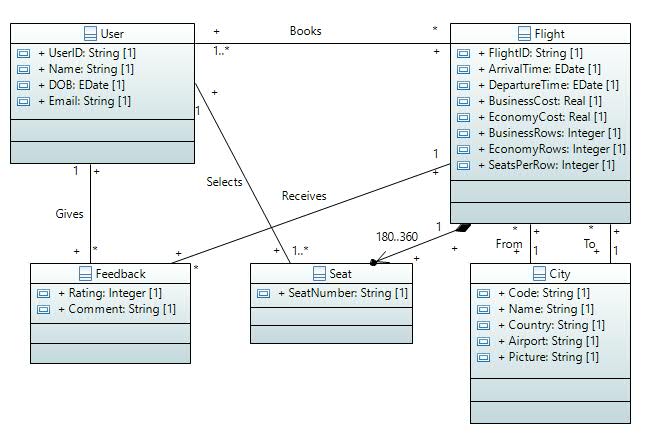 User
+ UserID: String [1]
+ Name: String [1]
+ DOB: EDate [1]
+ Email: String [1]
+ Books *
1..* +
Flight
+ FlightID: String [1]
+ ArrivalTime: EDate [1]
+ DepartureTime: EDate [1]
+ BusinessCost: Real [1]
+ EconomyCost: Real [1]
+ BusinessRows: Integer [1]
+ EconomyRows: Integer [1]
+ SeatsPerRow: Integer [1]
+
1
Selects
+ 1..*
1 +
Gives
+ *
1
+
Receives
+
*
1
180..360
+
+
* +
From
+ 1
* +
To
+ 1
Feedback
+ Rating: Integer [1]
+ Comment: String [1]
Seat
+ SeatNumber: String [1]
City
+ Code: String [1]
+ Name: String [1]
+ Country: String [1]
+ Airport: String [1]
+ Picture: String [1]